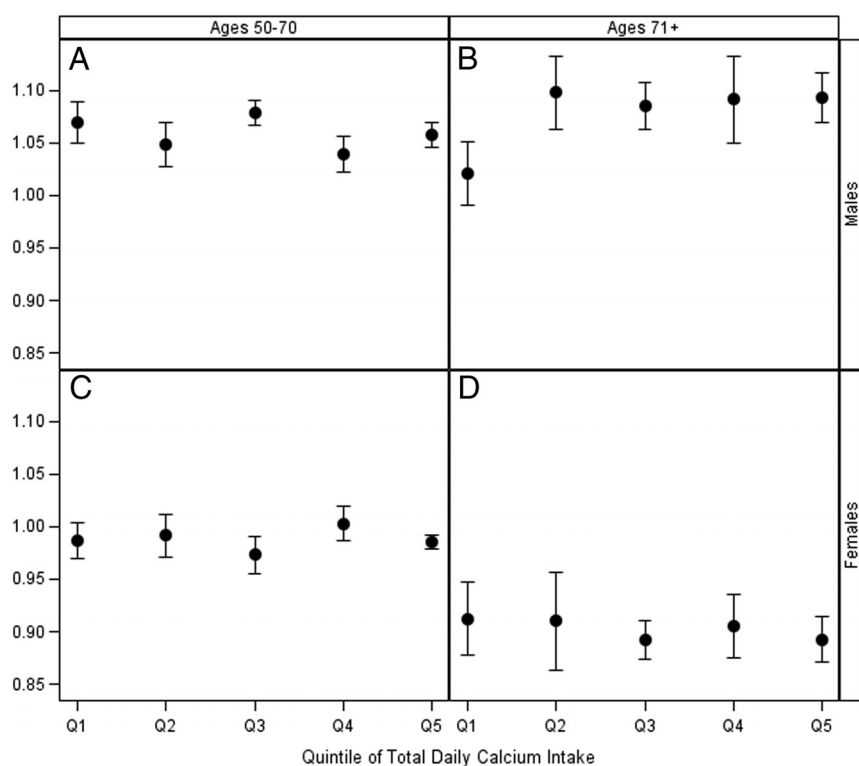 Ages 50-70
Ages 71+
A
B
1.10
1.05
1.00
0.95
0.90
0.85
Males
C
D
1.10
1.05
1.00
0.95
0.90
0.85
Females
Q1 Q2 Q3 Q4 Q5 Q1 Q2 Q3 Q4 Q5
Quintile of Total Daily Calcium Intake